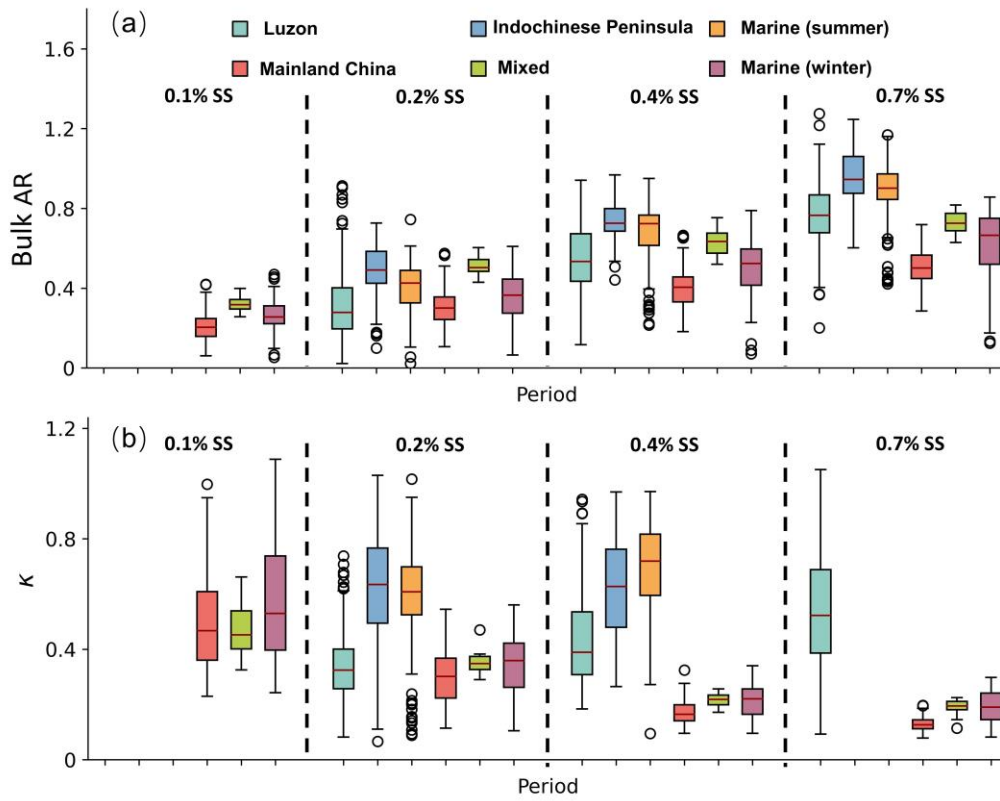 (a)
Luzon
Indochinese Peninsula
Marine (summer)
Mainland China
Mixed
Marine (winter)
0.1% SS
0.2% SS
0.4% SS
0.7% SS
1.6
1.2
0.8
0.4
0
Bulk AR
Period
(b)
0.1% SS
0.2% SS
0.4% SS
0.7% SS
1.2
0.8
0.4
0
κ
Period